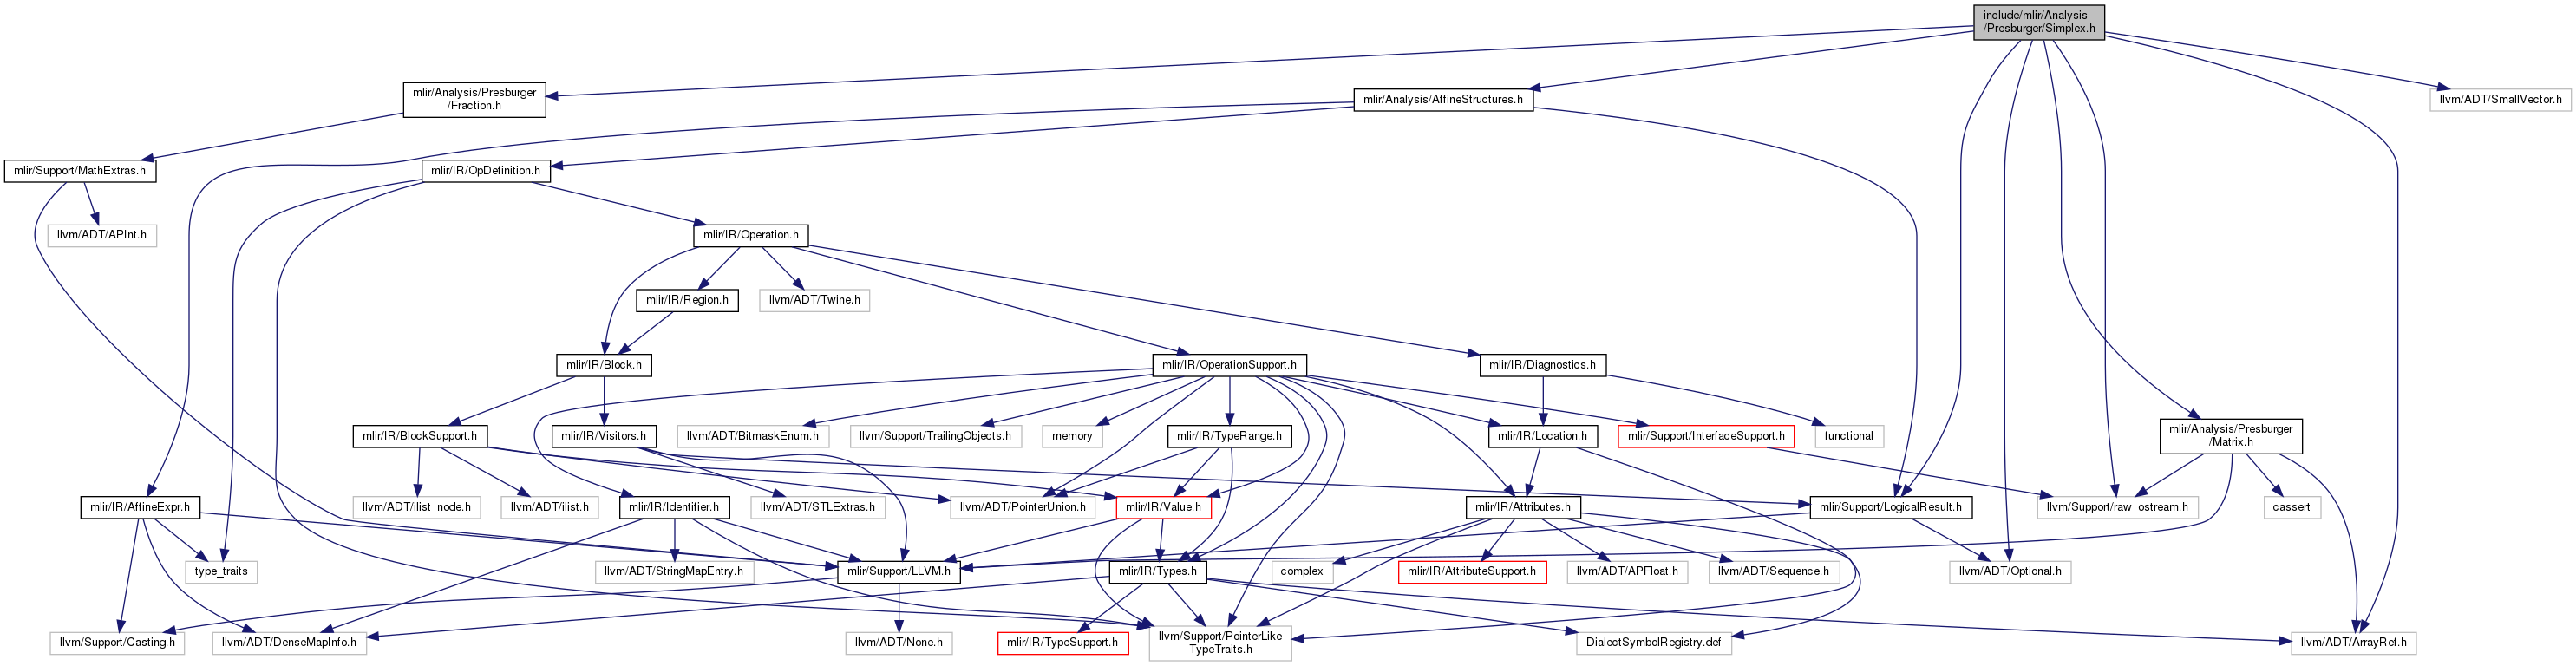 include/mlir/Analysis
/Presburger/Simplex.h
mlir/Analysis/Presburger
/Fraction.h
mlir/Analysis/AffineStructures.h
llvm/ADT/SmallVector.h
mlir/Support/MathExtras.h
mlir/IR/OpDefinition.h
llvm/ADT/APInt.h
mlir/IR/Operation.h
mlir/IR/Region.h
llvm/ADT/Twine.h
mlir/IR/Block.h
mlir/IR/OperationSupport.h
mlir/IR/Diagnostics.h
mlir/IR/BlockSupport.h
mlir/IR/Visitors.h
llvm/ADT/BitmaskEnum.h
llvm/Support/TrailingObjects.h
memory
mlir/IR/TypeRange.h
mlir/IR/Location.h
mlir/Support/InterfaceSupport.h
functional
mlir/Analysis/Presburger
/Matrix.h
mlir/IR/AffineExpr.h
llvm/ADT/ilist_node.h
llvm/ADT/ilist.h
mlir/IR/Identifier.h
llvm/ADT/STLExtras.h
llvm/ADT/PointerUnion.h
mlir/IR/Value.h
mlir/IR/Attributes.h
mlir/Support/LogicalResult.h
llvm/Support/raw_ostream.h
cassert
type_traits
llvm/ADT/StringMapEntry.h
mlir/Support/LLVM.h
mlir/IR/Types.h
complex
mlir/IR/AttributeSupport.h
llvm/ADT/APFloat.h
llvm/ADT/Sequence.h
llvm/ADT/Optional.h
llvm/Support/Casting.h
llvm/ADT/DenseMapInfo.h
llvm/ADT/None.h
mlir/IR/TypeSupport.h
llvm/Support/PointerLike
TypeTraits.h
DialectSymbolRegistry.def
llvm/ADT/ArrayRef.h